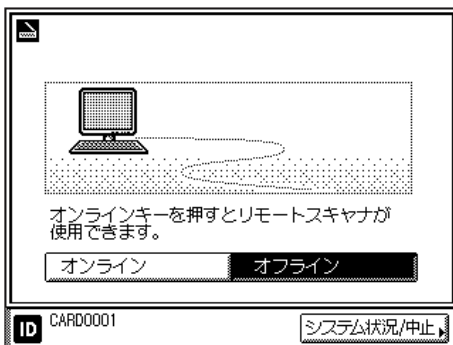 オンラインキーを押すとリモートスキャナが
使用できます。
オンライン
オフライン
ID
CARD0001
システム状況/中止